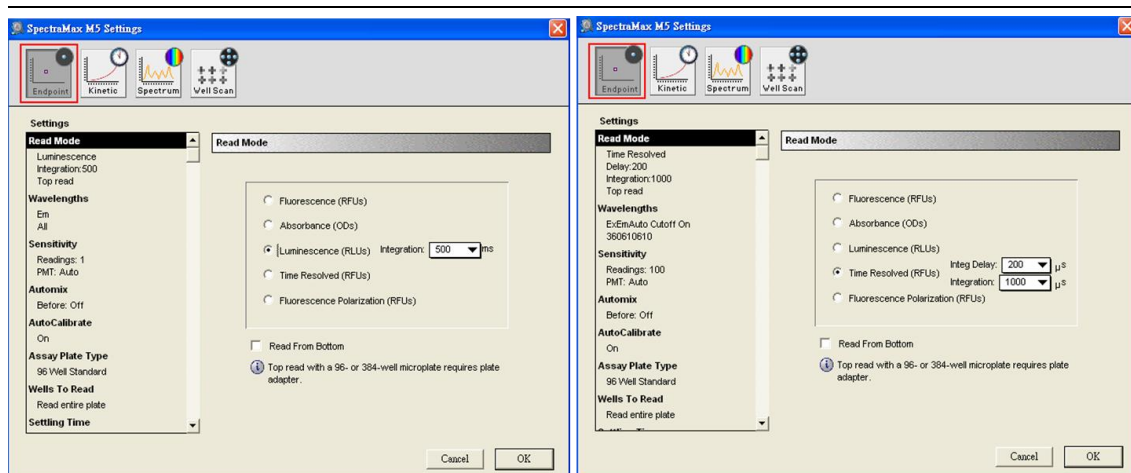 SpectraMax M5 Settings
Endpoint
Kinetic
Spectrum
Well Scan
Settings
Read Mode
Luminescence
Integration:500
Top read
Wavelengths
Em
All
Sensitivity
Readings: 1
PMT: Auto
Automix
Before: Off
AutoCalibrate
On
Assay Plate Type
96 Well Standard
Wells To Read
Read entire plate
Settling Time
Read Mode
Fluorescence (RFUs)
Absorbance (ODs)
Luminescence (RLUs) Integration: 500 ms
Time Resolved (RFUs)
Fluorescence Polarization (RFUs)
Read From Bottom
Top read with a 96- or 384-well microplate requires plate
adapter.
Cancel
OK
SpectraMax M5 Settings
Endpoint
Kinetic
Spectrum
Well Scan
Settings
Read Mode
Time Resolved
Delay:200
Integration:1000
Top read
Wavelengths
ExEmAuto Cutoff On
360610610
Sensitivity
Readings: 100
PMT: Auto
Automix
Before: Off
AutoCalibrate
On
Assay Plate Type
96 Well Standard
Wells To Read
Read entire plate
Read Mode
Fluorescence (RFUs)
Absorbance (ODs)
Luminescence (RLUs)
Time Resolved (RFUs)
Integ Delay: 200 µs
Integration: 1000 µs
Fluorescence Polarization (RFUs)
Read From Bottom
Top read with a 96- or 384-well microplate requires plate
adapter.
Cancel
OK